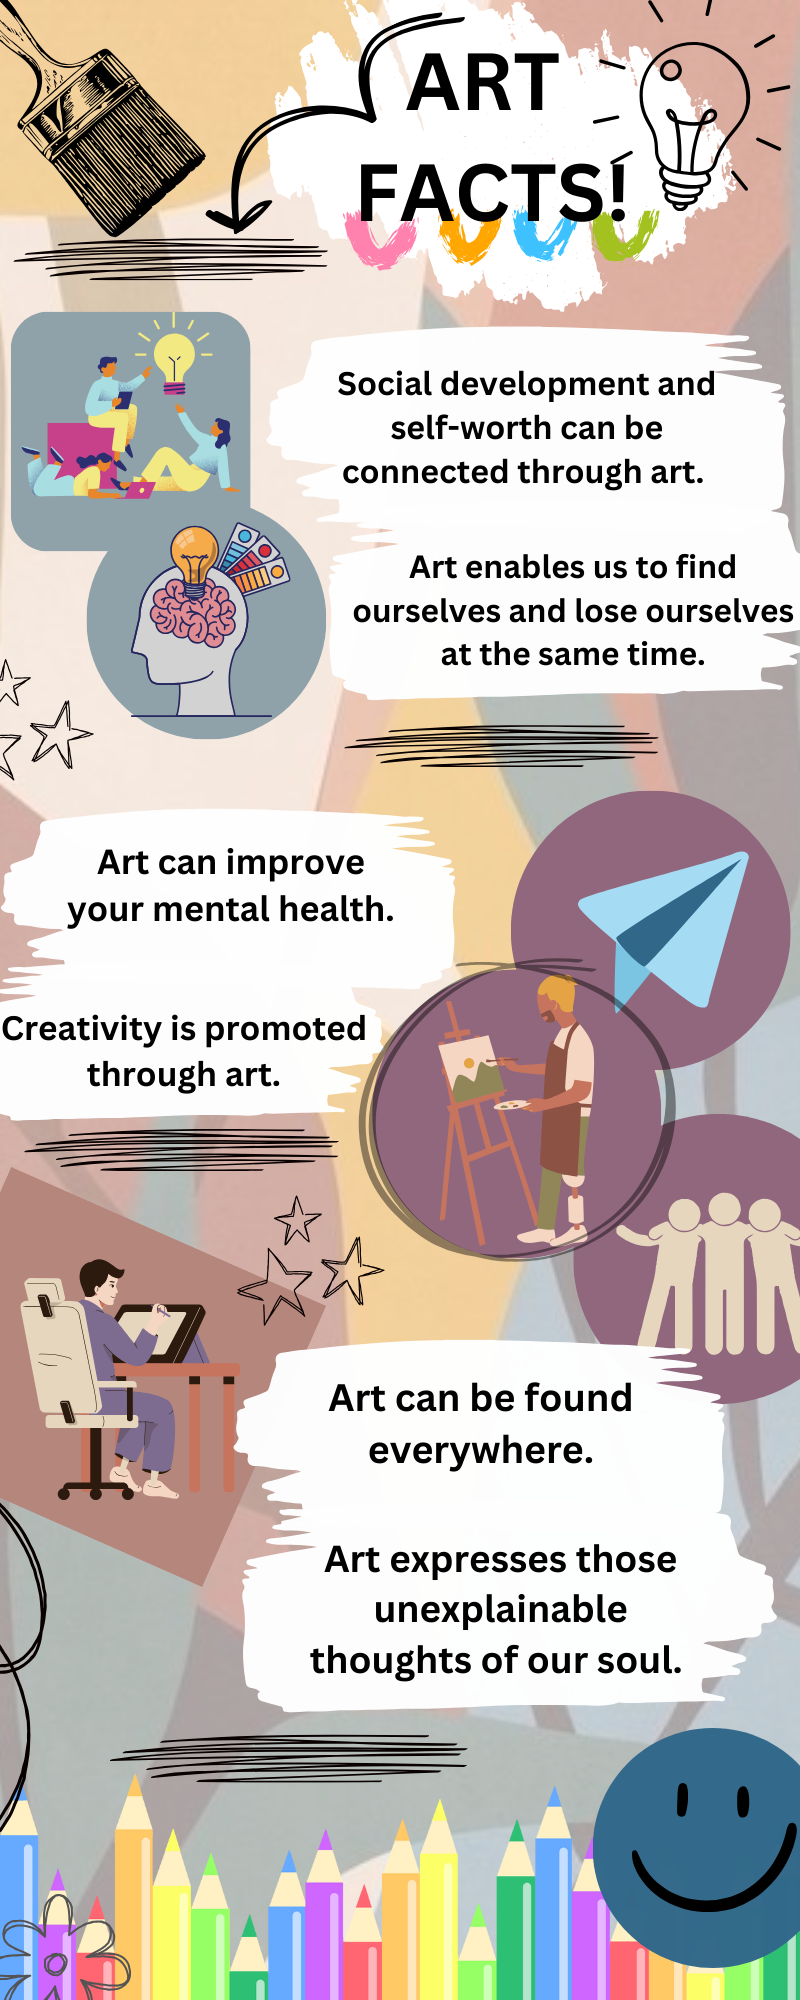 ART
FACTS!
Social development and
self-worth can be
connected through art.
Art enables us to find
ourselves and lose ourselves
at the same time.
Art can improve
your mental health.
Creativity is promoted
through art.
Art can be found
everywhere.
Art expresses those
unexplainable
thoughts of our soul.